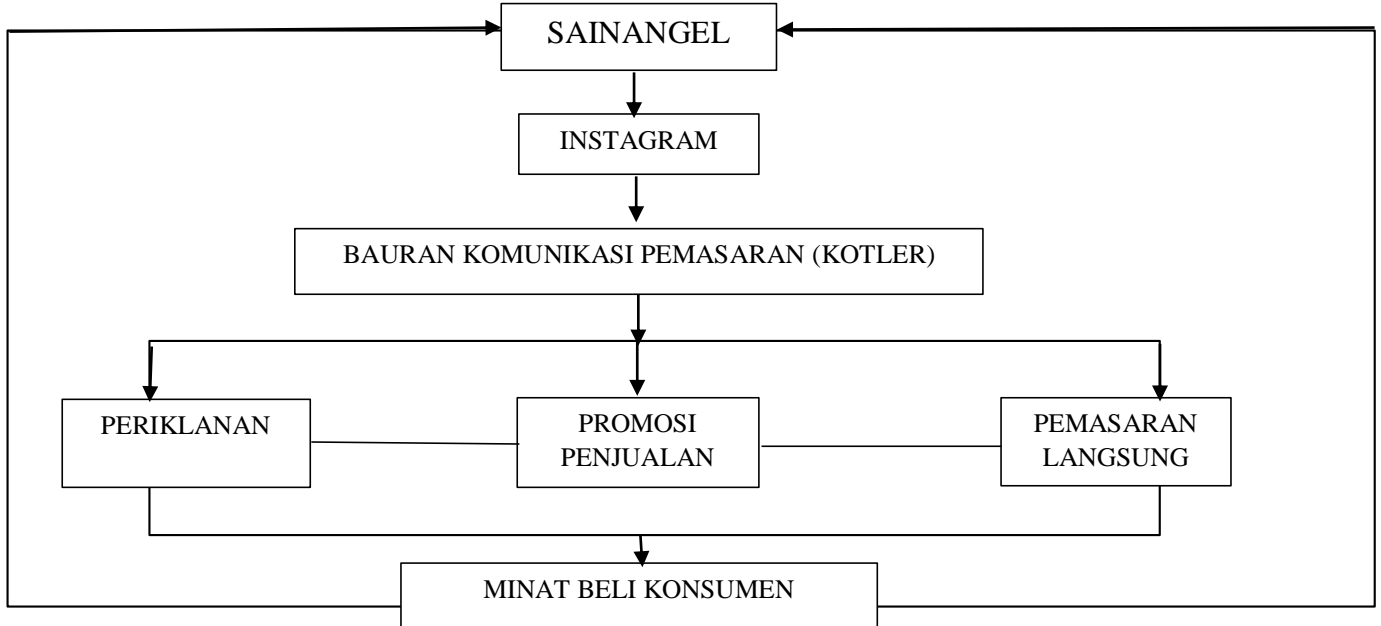 SAINANGEL
INSTAGRAM
BAURAN KOMUNIKASI PEMASARAN (KOTLER)
PERIKLANAN
PROMOSI
PENJUALAN
PEMASARAN
LANGSUNG
MINAT BELI KONSUMEN